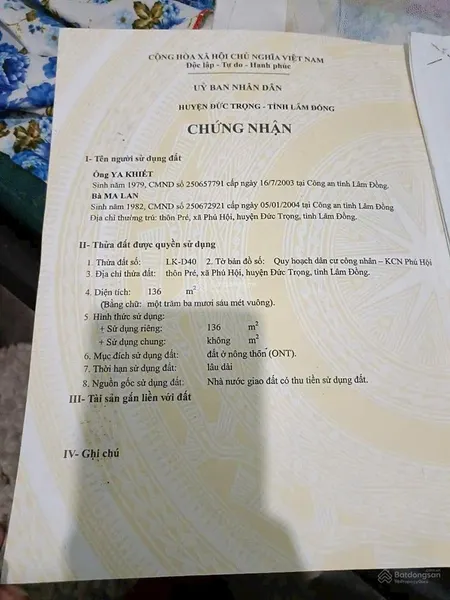 CỘNG HÒA XÃ HỘI CHỦ NGHĨA VIỆT NAM
Độc lập - Tự do - Hạnh phúc
UỶ BAN NHÂN DÂN
HUYỆN ĐỨC TRỌNG - TỈNH LÂM ĐỒNG
CHỨNG NHẬN
I- Tên người sử dụng đất
Ông YA KHIẾT
Sinh năm 1979, CMND số 250657791 cấp ngày 16/7/2003 tại Công an tỉnh Lâm Đồng.
Bà MA LAN
Sinh năm 1982, CMND số 250672921 cấp ngày 05/01/2004 tại Công an tỉnh Lâm Đồng
Địa chỉ thường trú: thôn Pré, xã Phú Hội, huyện Đức Trọng, tỉnh Lâm Đồng.
II- Thửa đất được quyền sử dụng
1. Thửa đất số: LK-D40 2. Tờ bản đồ số: Quy hoạch dân cư công nhân – KCN Phú Hội
3. Địa chỉ thửa đất: thôn Pré, xã Phú Hội, huyện Đức Trọng, tỉnh Lâm Đồng.
4. Diện tích: 136 m2
(Bằng chữ: một trăm ba mươi sáu mét vuông).
5. Hình thức sử dụng:
+ Sử dụng riêng: 136 m2
+ Sử dụng chung: không m2
6. Mục đích sử dụng đất: đất ở nông thôn (ONT).
7. Thời hạn sử dụng đất: lâu dài
8. Nguồn gốc sử dụng đất: Nhà nước giao đất có thu tiền sử dụng đất.
III- Tài sản gắn liền với đất
IV- Ghi chú
Batdongsan